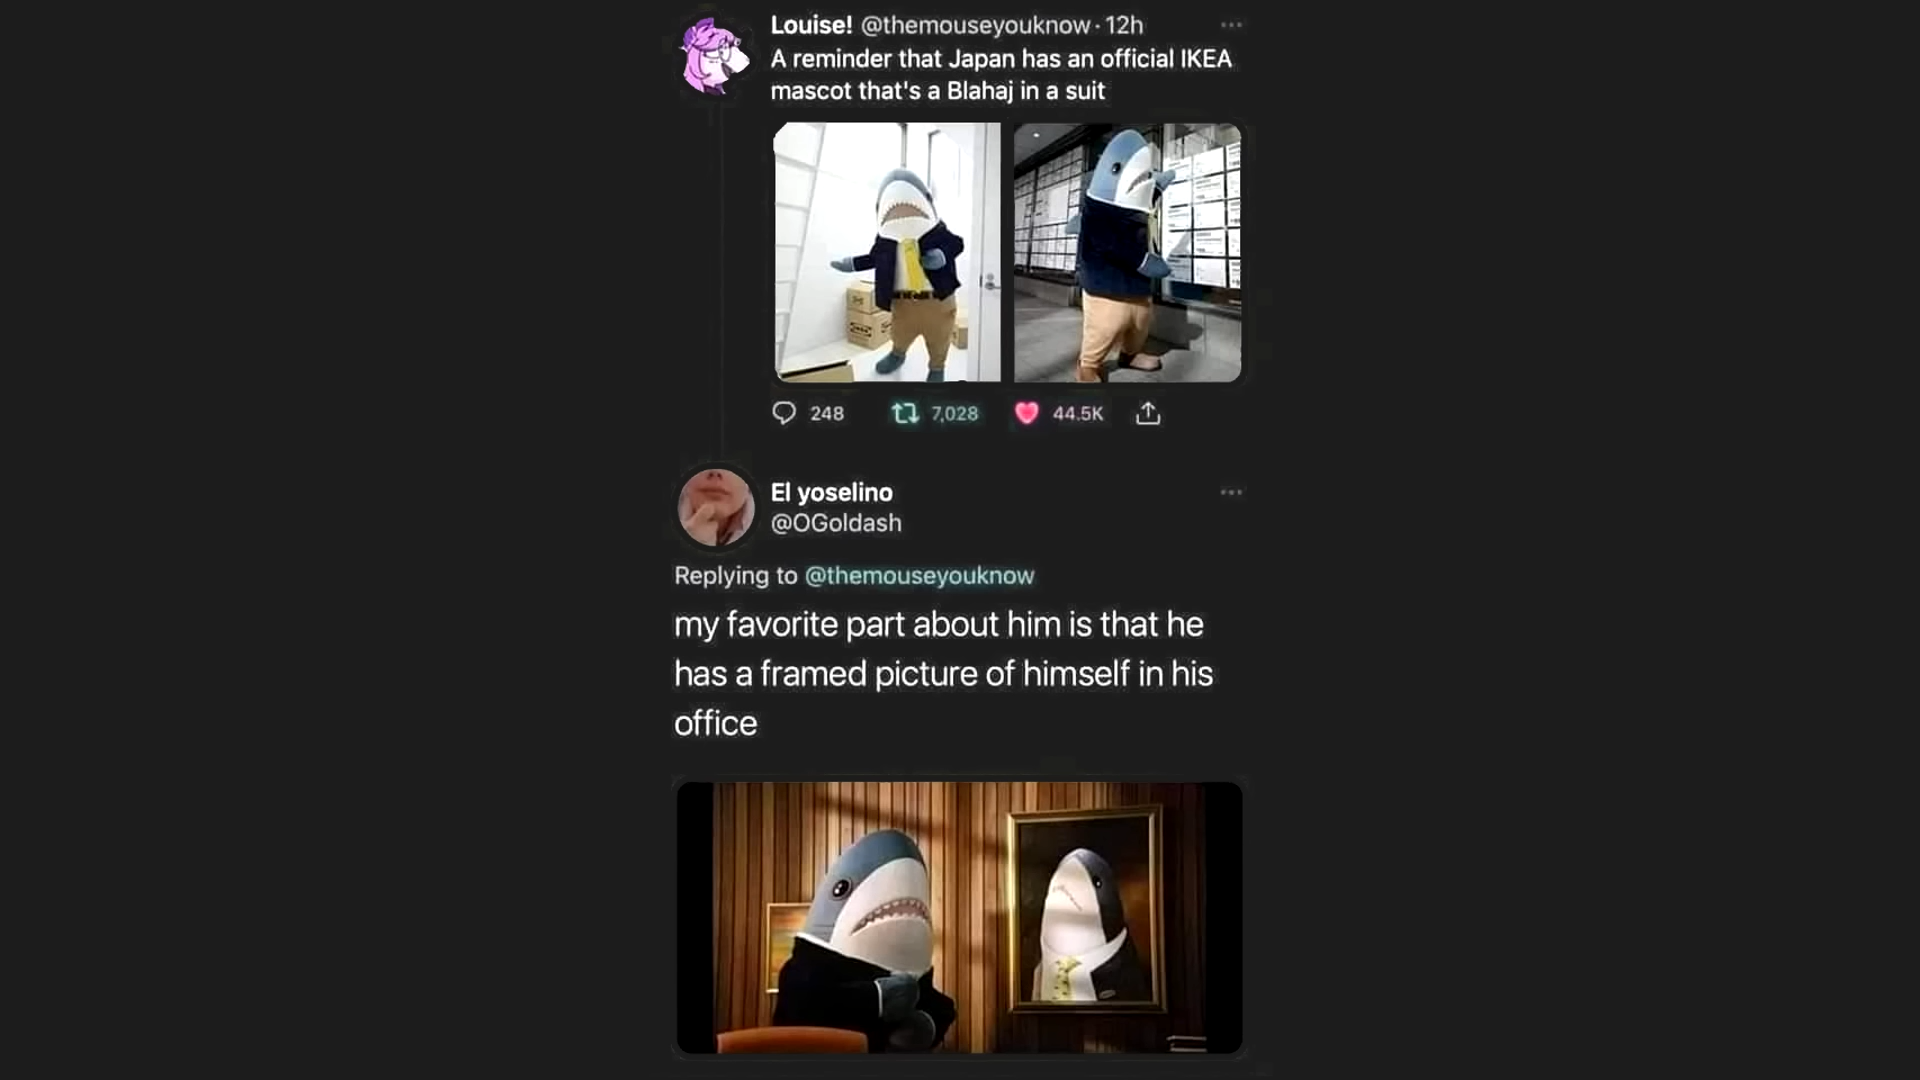 Louise! @themouseyouknow · 12h
A reminder that Japan has an official IKEA
mascot that's a Blahaj in a suit
248 7,028 44.5K
El yoselino
@OGoldash
Replying to @themouseyouknow
my favorite part about him is that he
has a framed picture of himself in his
office